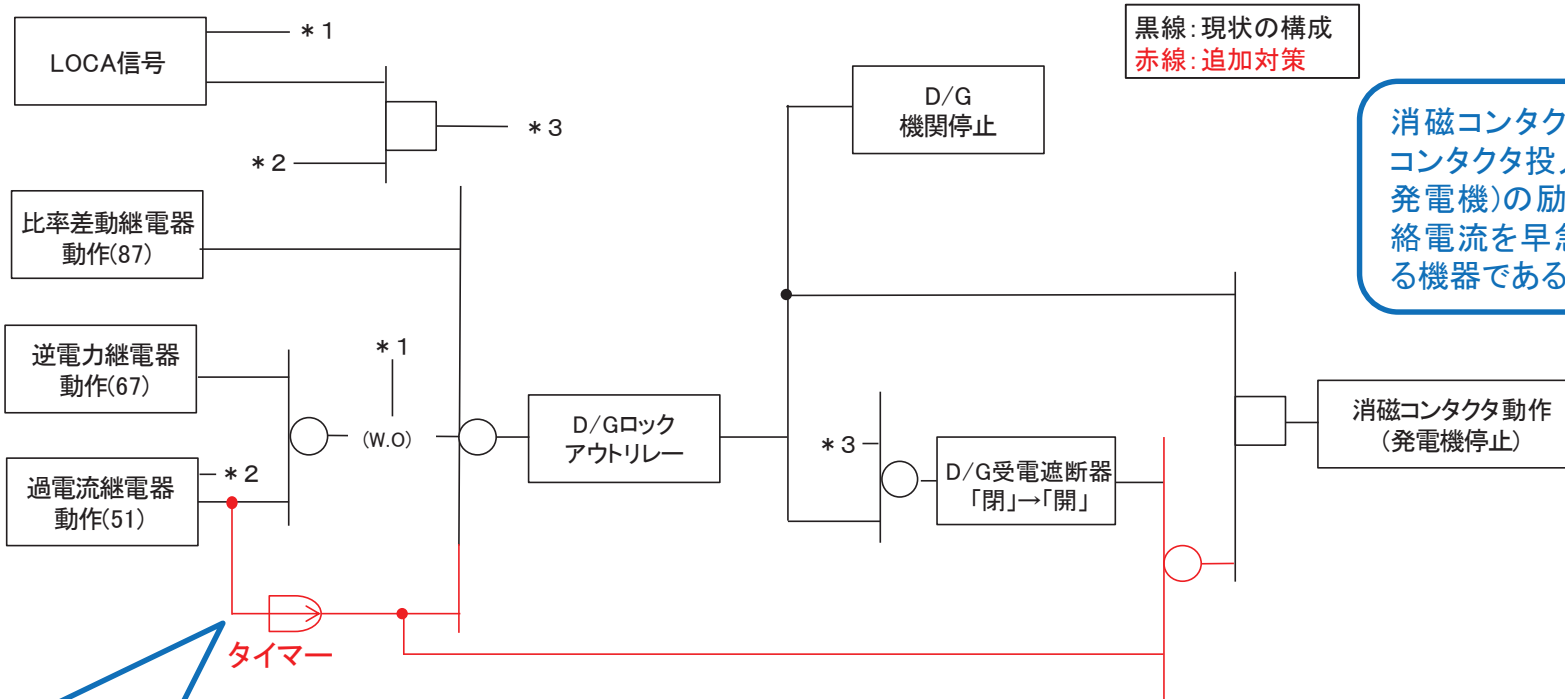 LOCA信号
*1
*3
*2
黒線:現状の構成
赤線:追加対策
D/G
機関停止
消磁コンタク
コンタクタ投
発電機)の励
絡電流を早
る機器である
比率差動継電器
動作(87)
逆電力継電器
動作(67)
*1
(W.O)
過電流継電器
動作(51)
*2
D/Gロック
アウトリレー
*3
D/G受電遮断器
「閉」→「開」
消磁コンタクタ動作
(発電機停止)
タイマー